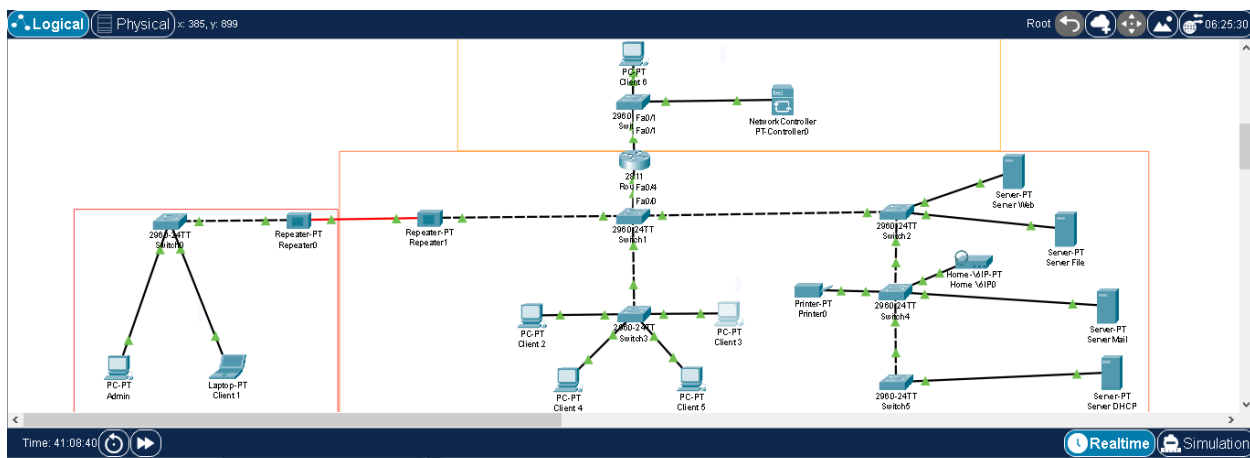 Logical Physical x: 385, y: 899 Root 06:25:30
PC-PT
Client 6
Fa0/1
Fa0/1
Network Controller
PT-Controller0
2811
Fa0/4
Fa0/0
Server-PT
Server Web
2960-24TT
Switch0
Repeater-PT
Repeater0
Repeater-PT
Repeater1
2960-24TT
Switch1
2960-24TT
Switch2
Server-PT
Server File
Home-VoIP-PT
Home VoIP0
Printer-PT
Printer0
2960-24TT
Switch4
Server-PT
Server Mail
PC-PT
Client 2
2960-24TT
Switch3
PC-PT
Client 3
PC-PT
Admin
Laptop-PT
Client 1
PC-PT
Client 4
PC-PT
Client 5
2960-24TT
Switch5
Server-PT
Server DHCP
Time: 41:08:40 Realtime Simulation